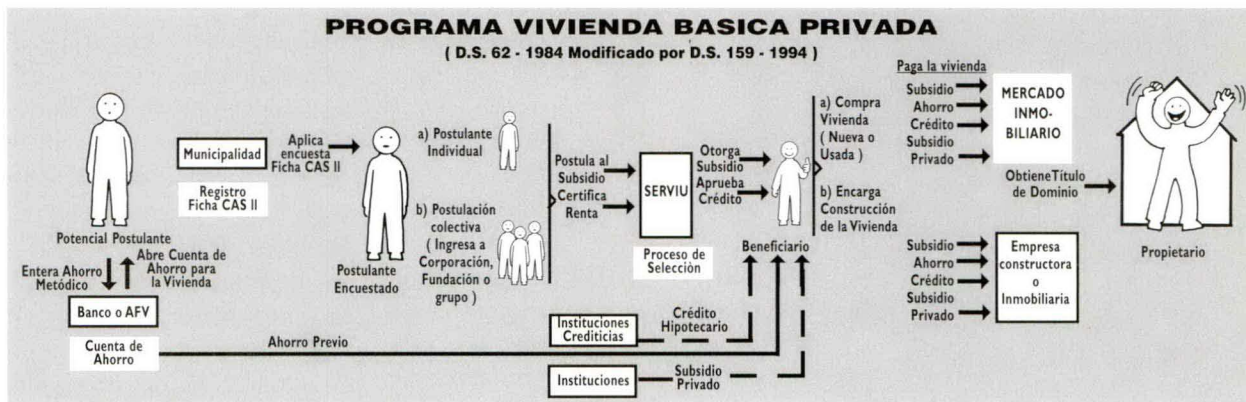 PROGRAMA VIVIENDA BASICA PRIVADA
( D.S. 62 - 1984 Modificado por D.S. 159 - 1994 )
Potencial Postulante
Entera Ahorro
Metódico
Abre Cuenta de
Ahorro para
la Vivienda
Banco o AFV
Cuenta de
Ahorro
Municipalidad
Registro
Ficha CAS II
Aplica
encuesta
Ficha CAS II
Postulante
Encuestado
a) Postulante
Individual
b) Postulación
colectiva
( Ingresa a
Corporación,
Fundación o
grupo )
Postula al
Subsidio
Certifica
Renta
SERVIU
Proceso de
Selecciòn
Otorga
Subsidio
Aprueba
Crédito
Beneficiario
Ahorro Previo
Instituciones
Crediticias
Crédito
Hipotecario
Instituciones
Subsidio
Privado
a) Compra
Vivienda
( Nueva o
Usada )
b) Encarga
Construcción
de la Vivienda
Paga la vivienda
Subsidio
Ahorro
Crédito
Subsidio
Privado
MERCADO
INMO-
BILIARIO
Subsidio
Ahorro
Crédito
Subsidio
Privado
Empresa
constructora
o
Inmobiliaria
Obtiene Título
de Dominio
Propietario